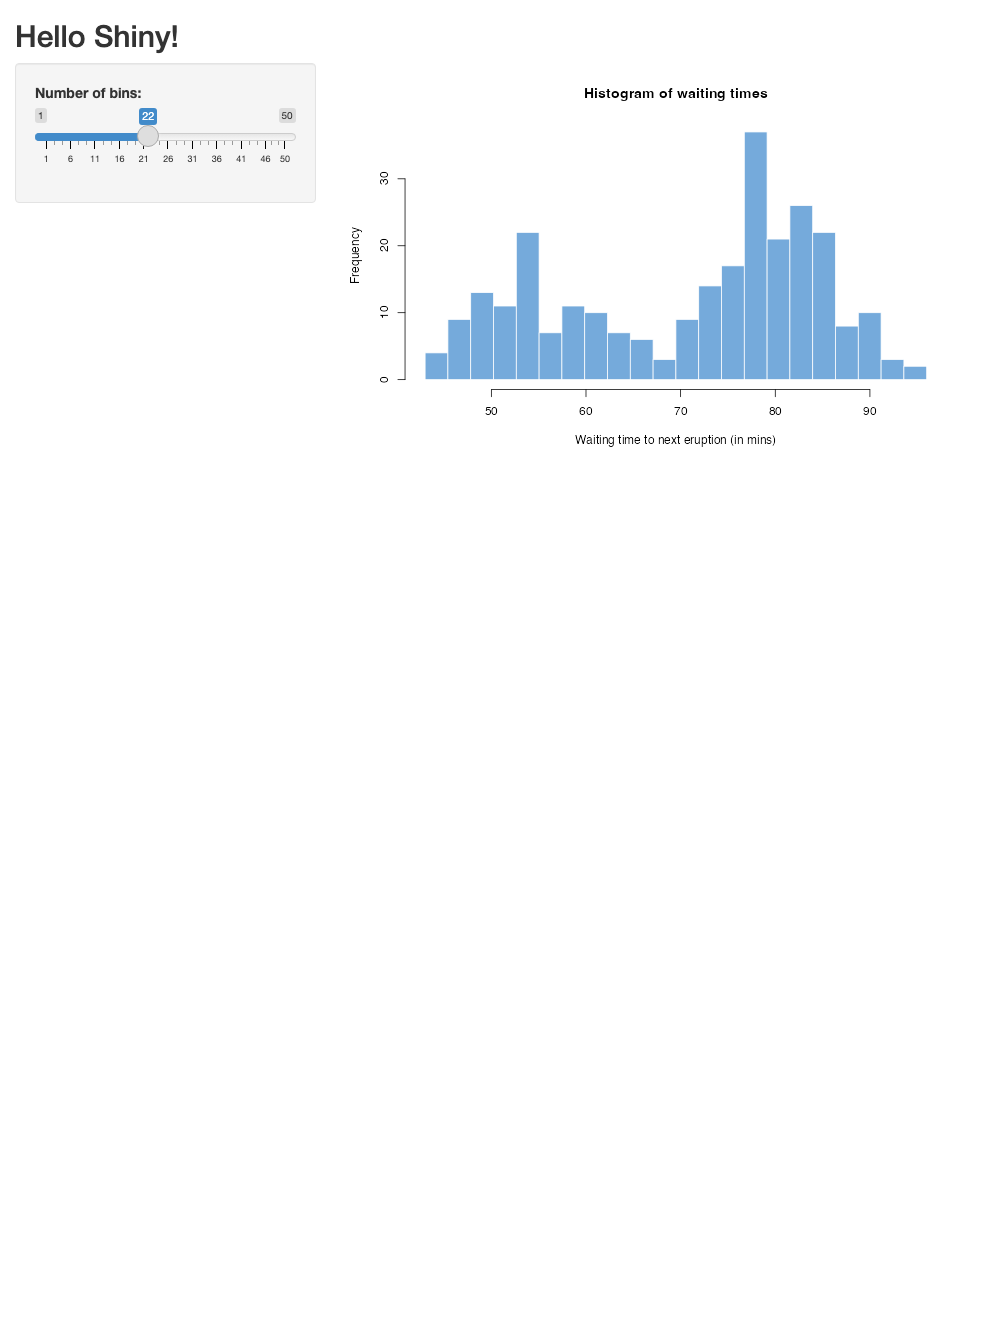 Hello Shiny!
Number of bins:
1 22 50
1 6 11 16 21 26 31 36 41 46 50
Histogram of waiting times
Frequency
30
20
10
0
50 60 70 80 90
Waiting time to next eruption (in mins)